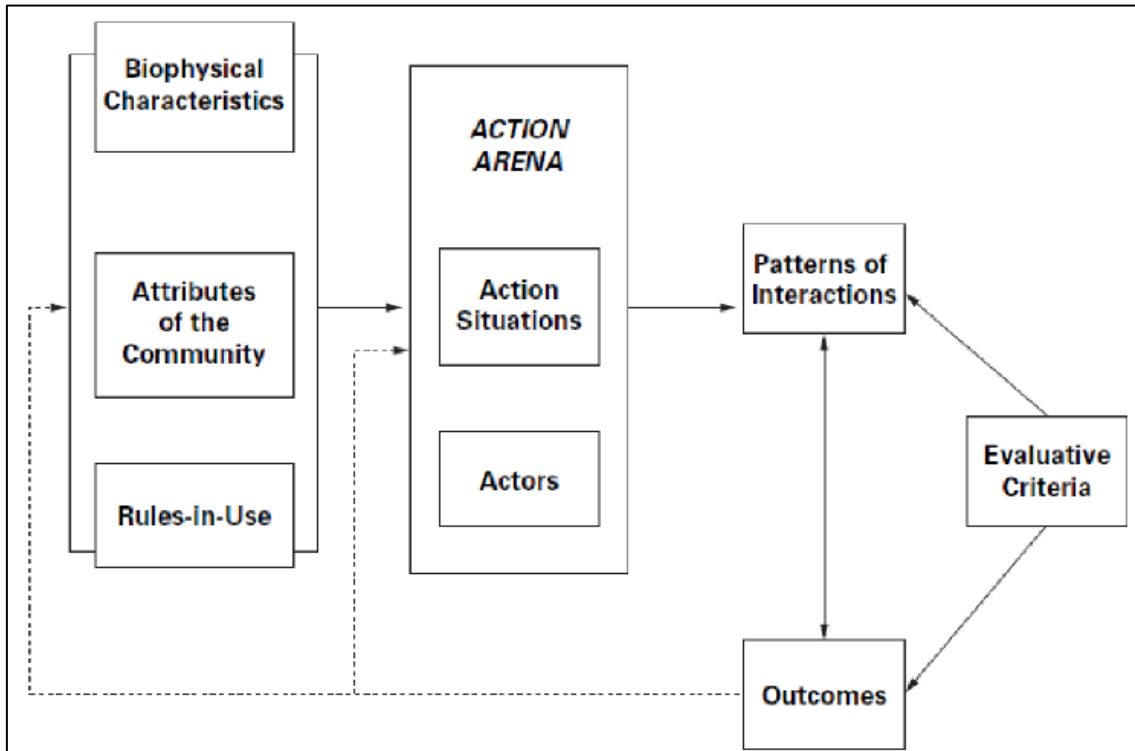 Biophysical
Characteristics
Attributes
of the
Community
Rules-in-Use
ACTION
ARENA
Action
Situations
Actors
Patterns of
Interactions
Evaluative
Criteria
Outcomes